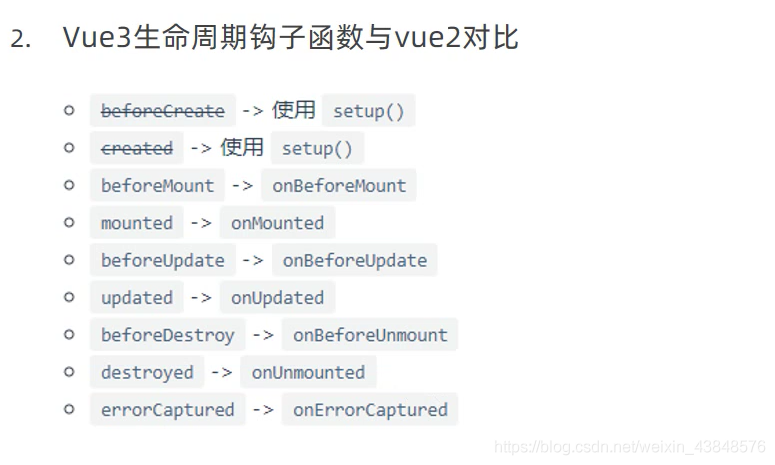 2. Vue3生命周期钩子函数与vue2对比
beforeCreate -> 使用 setup()
created -> 使用 setup()
beforeMount -> onBeforeMount
mounted -> onMounted
beforeUpdate -> onBeforeUpdate
updated -> onUpdated
beforeDestroy -> onBeforeUnmount
destroyed -> onUnmounted
errorCaptured -> onErrorCaptured
https://blog.csdn.net/weixin_43848576